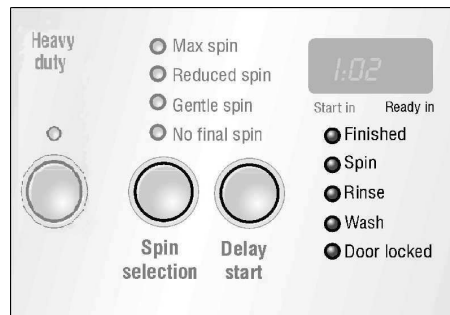 Heavy
duty
Max spin
Reduced spin
Gentle spin
No final spin
Spin
selection
Delay
start
1:02
Start in Ready in
Finished
Spin
Rinse
Wash
Door locked